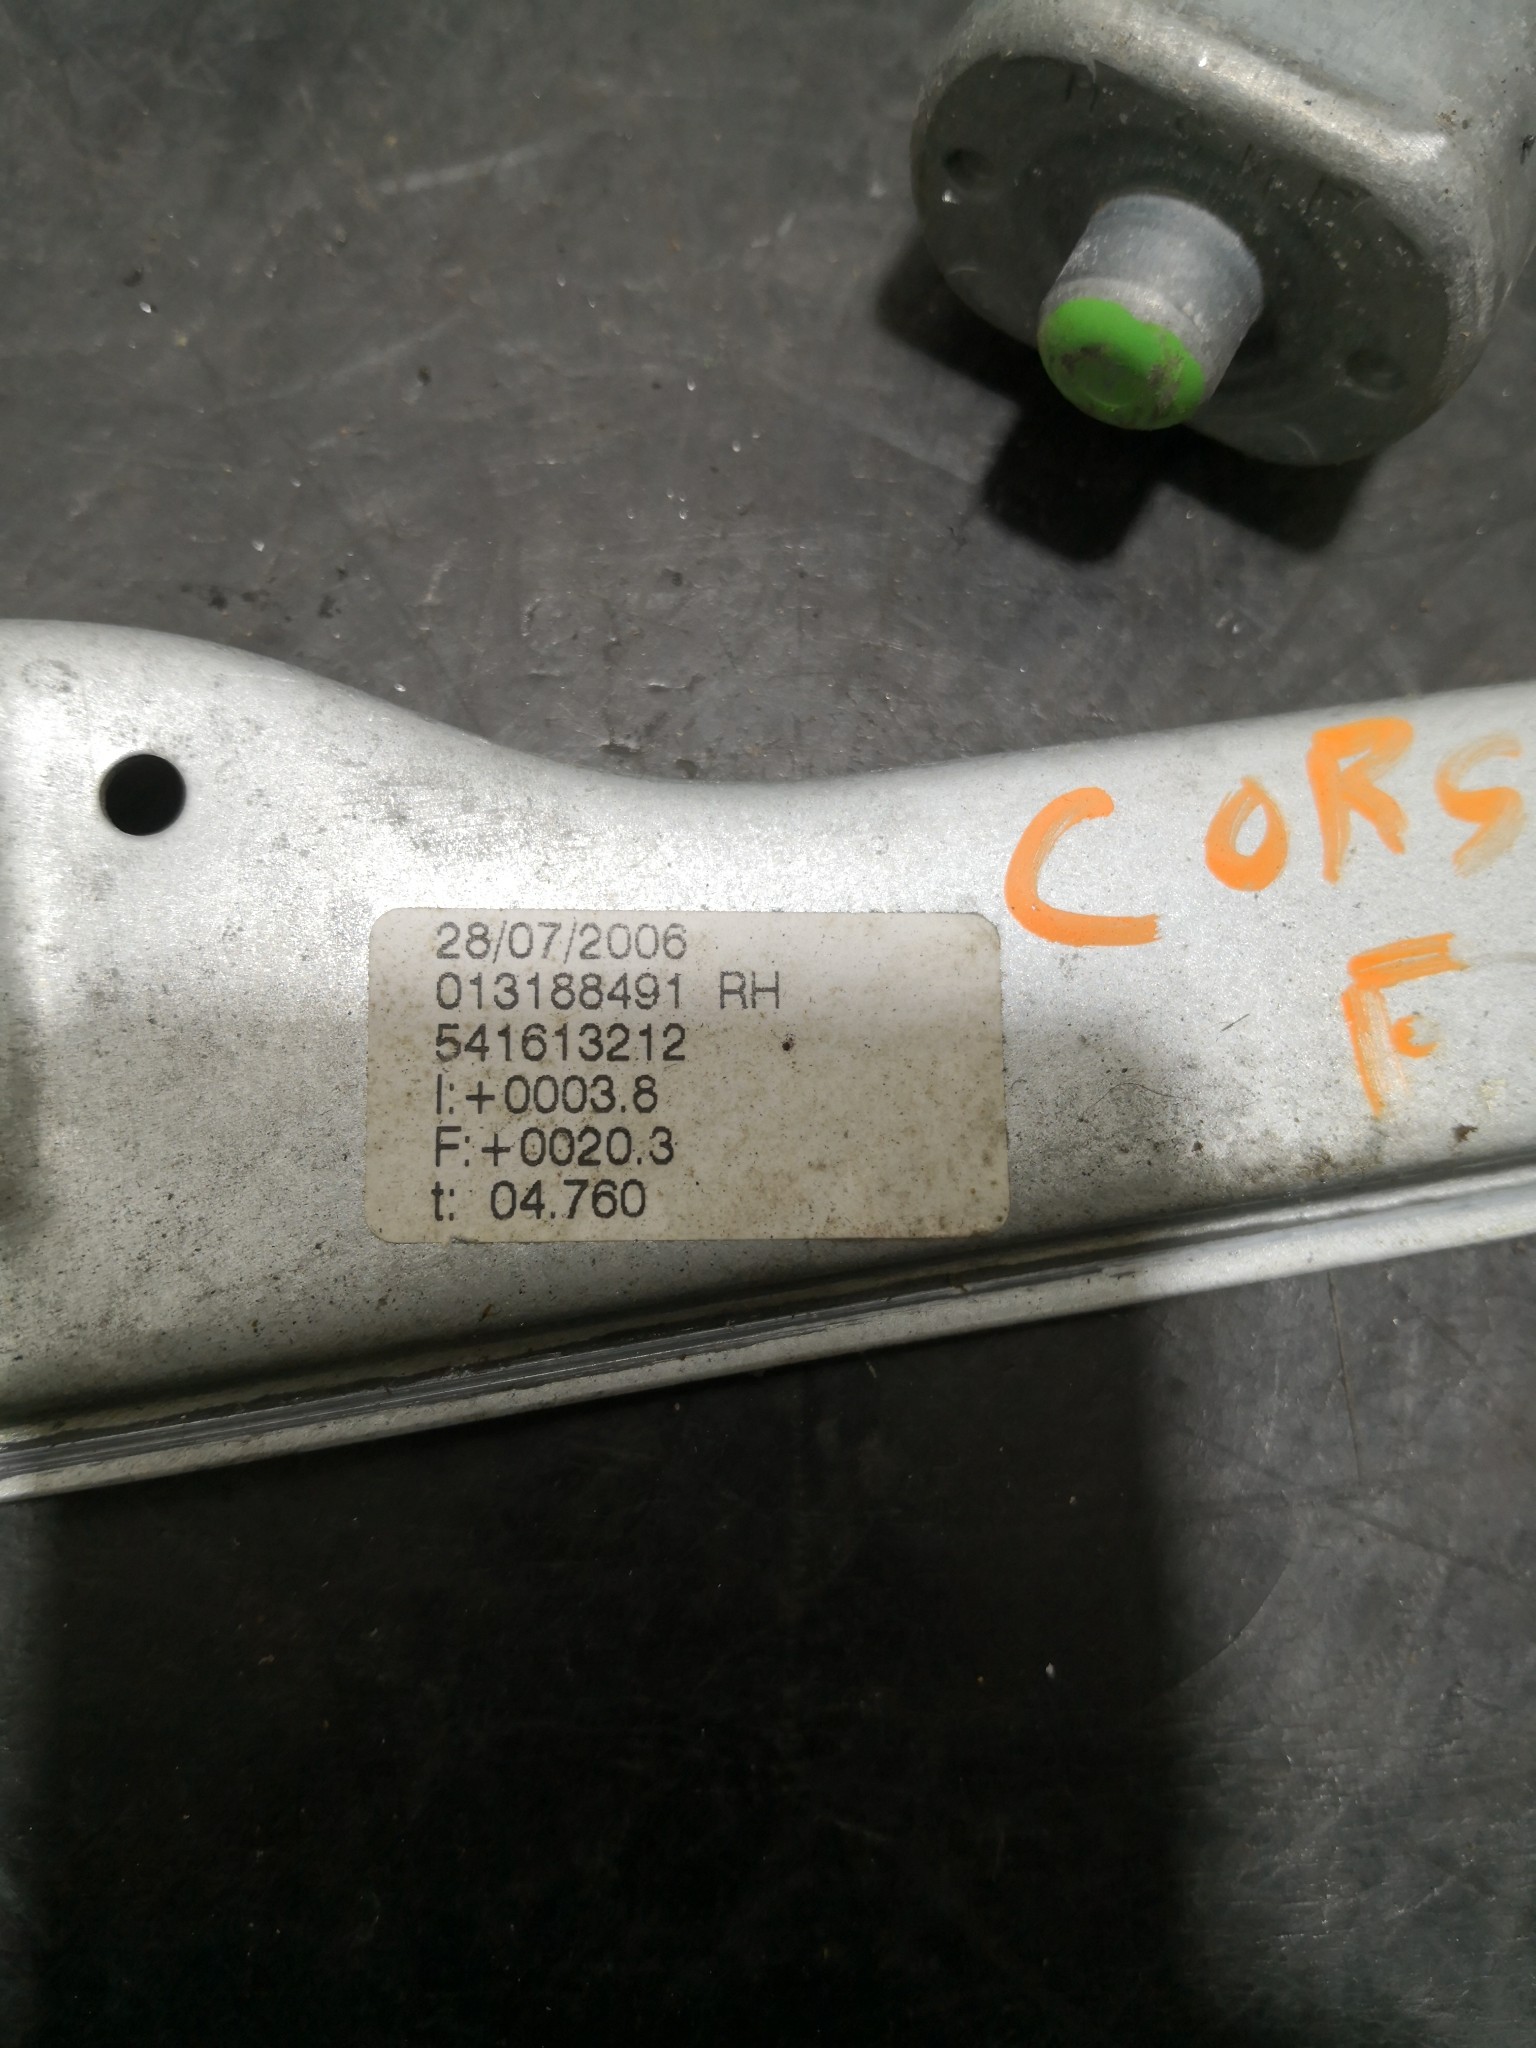 CORS
F
28/07/2006
013188491 RH
541613212
I:+0003.8
F:+0020.3
t: 04.760